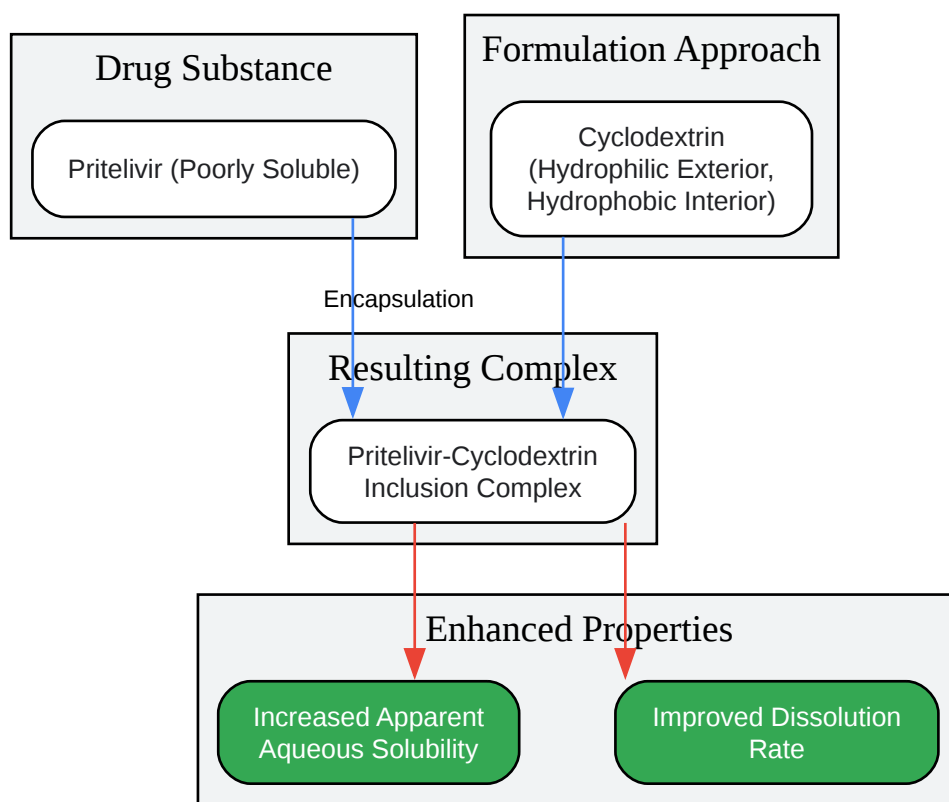 Drug Substance
Pritelivir (Poorly Soluble)
Formulation Approach
Cyclodextrin
(Hydrophilic Exterior,
Hydrophobic Interior)
Encapsulation
Resulting Complex
Pritelivir-Cyclodextrin
Inclusion Complex
Enhanced Properties
Increased Apparent
Aqueous Solubility
Improved Dissolution
Rate